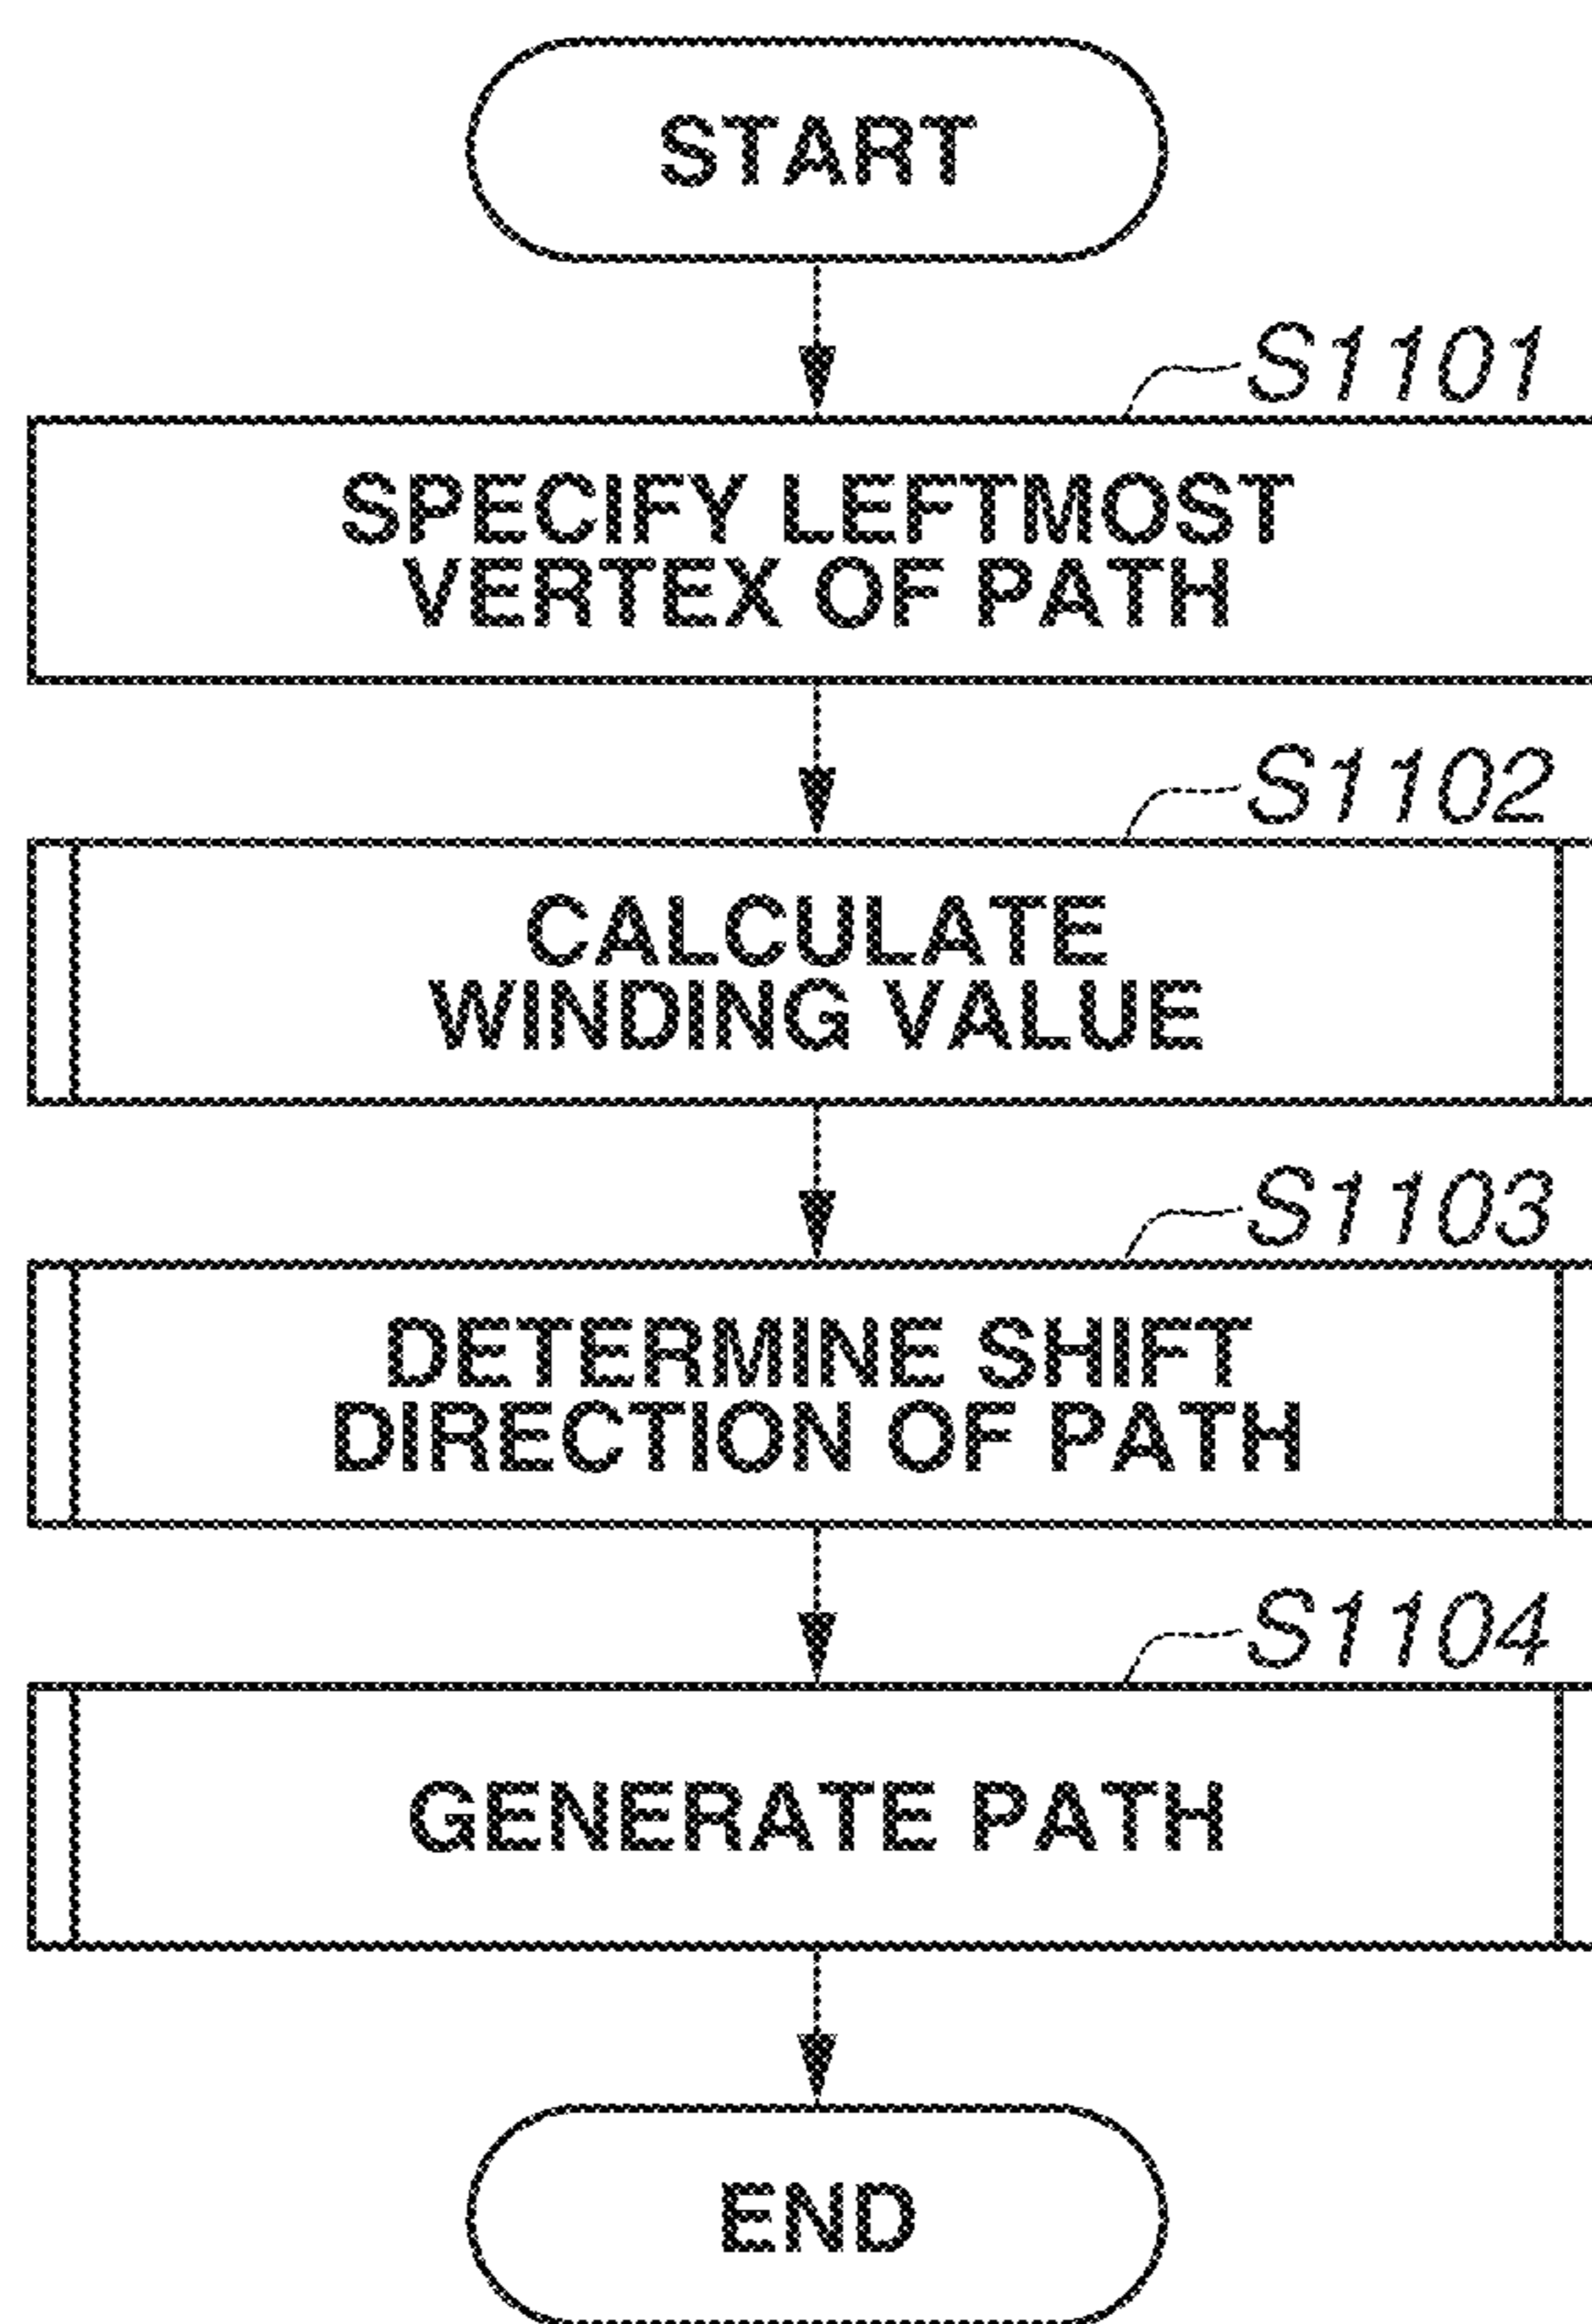 START
S1101
SPECIFY LEFTMOST
VERTEX OF PATH
S1102
CALCULATE
WINDING VALUE
S1103
DETERMINE SHIFT
DIRECTION OF PATH
S1104
GENERATE PATH
END